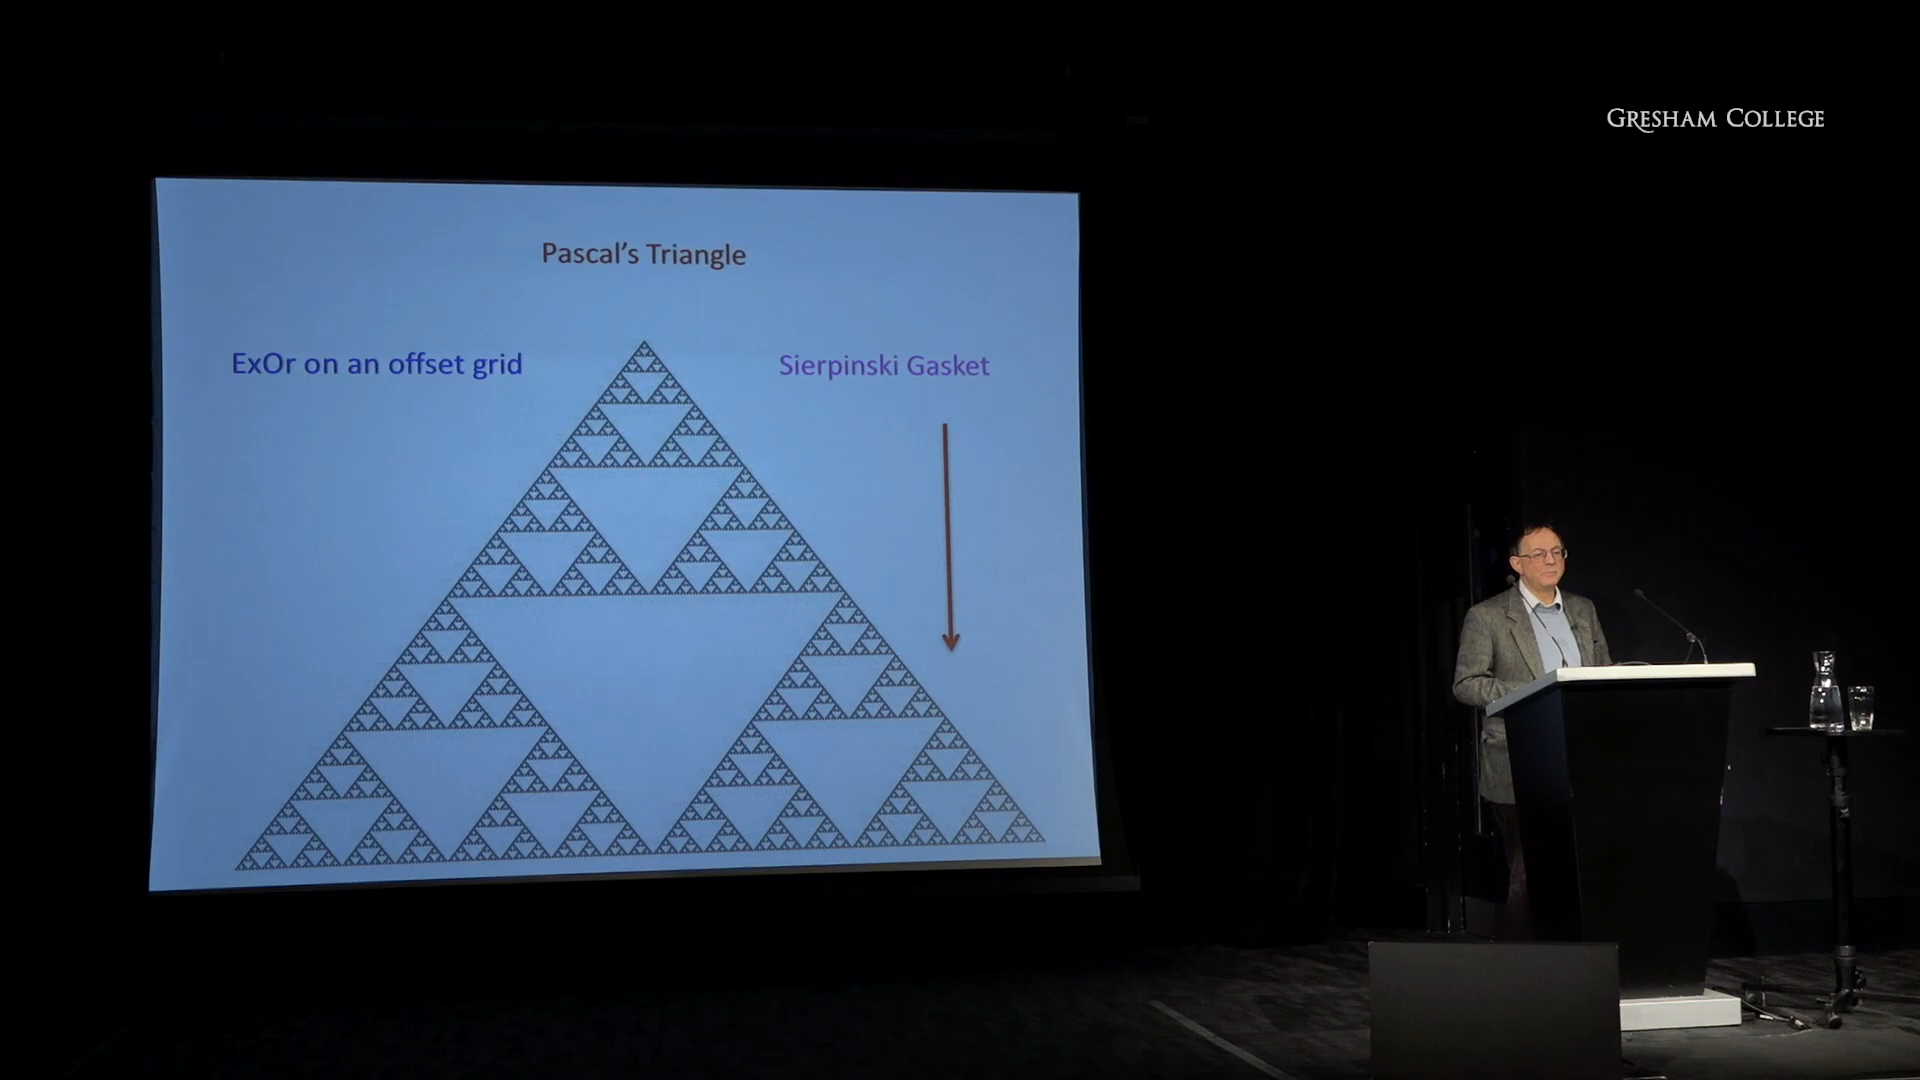 GRESHAM COLLEGE
Pascal's Triangle
ExOr on an offset grid
Sierpinski Gasket